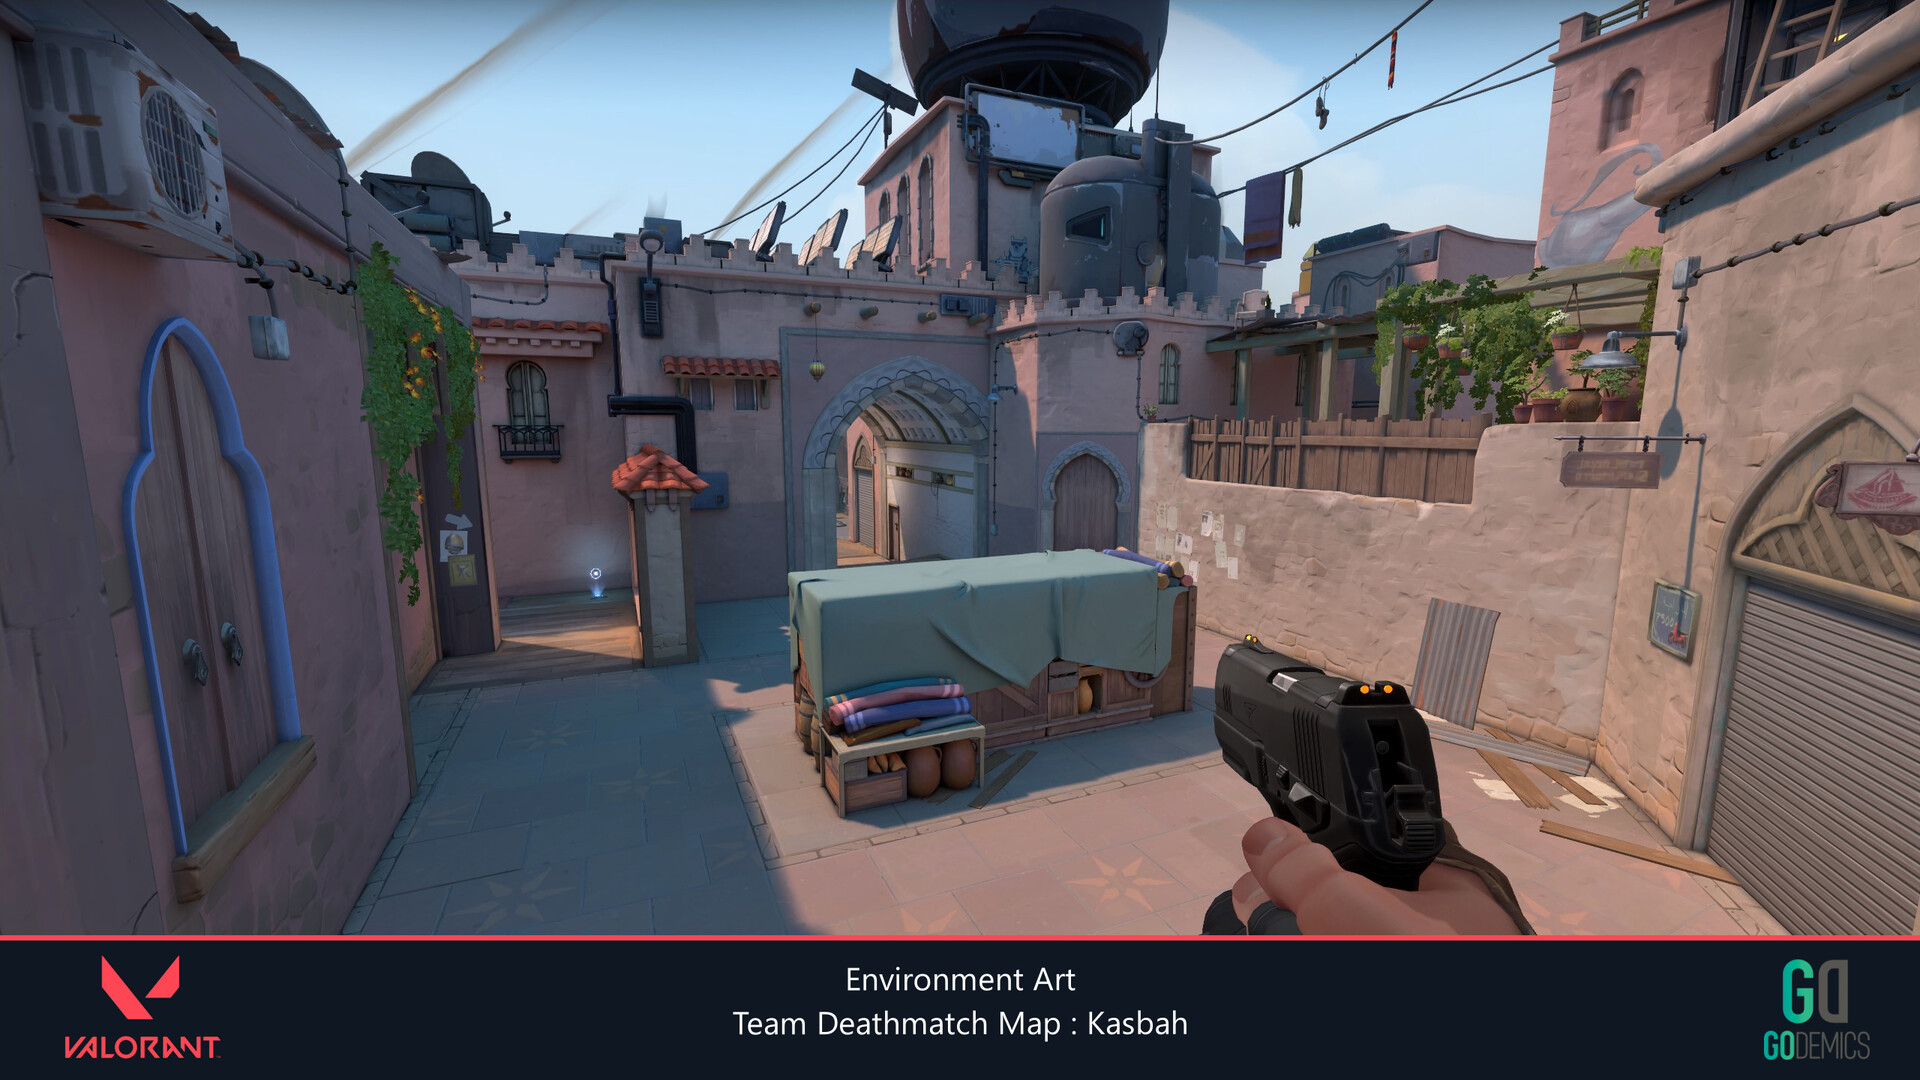 Environment Art
Team Deathmatch Map : Kasbah
VALORANT
GD
GODEMICS